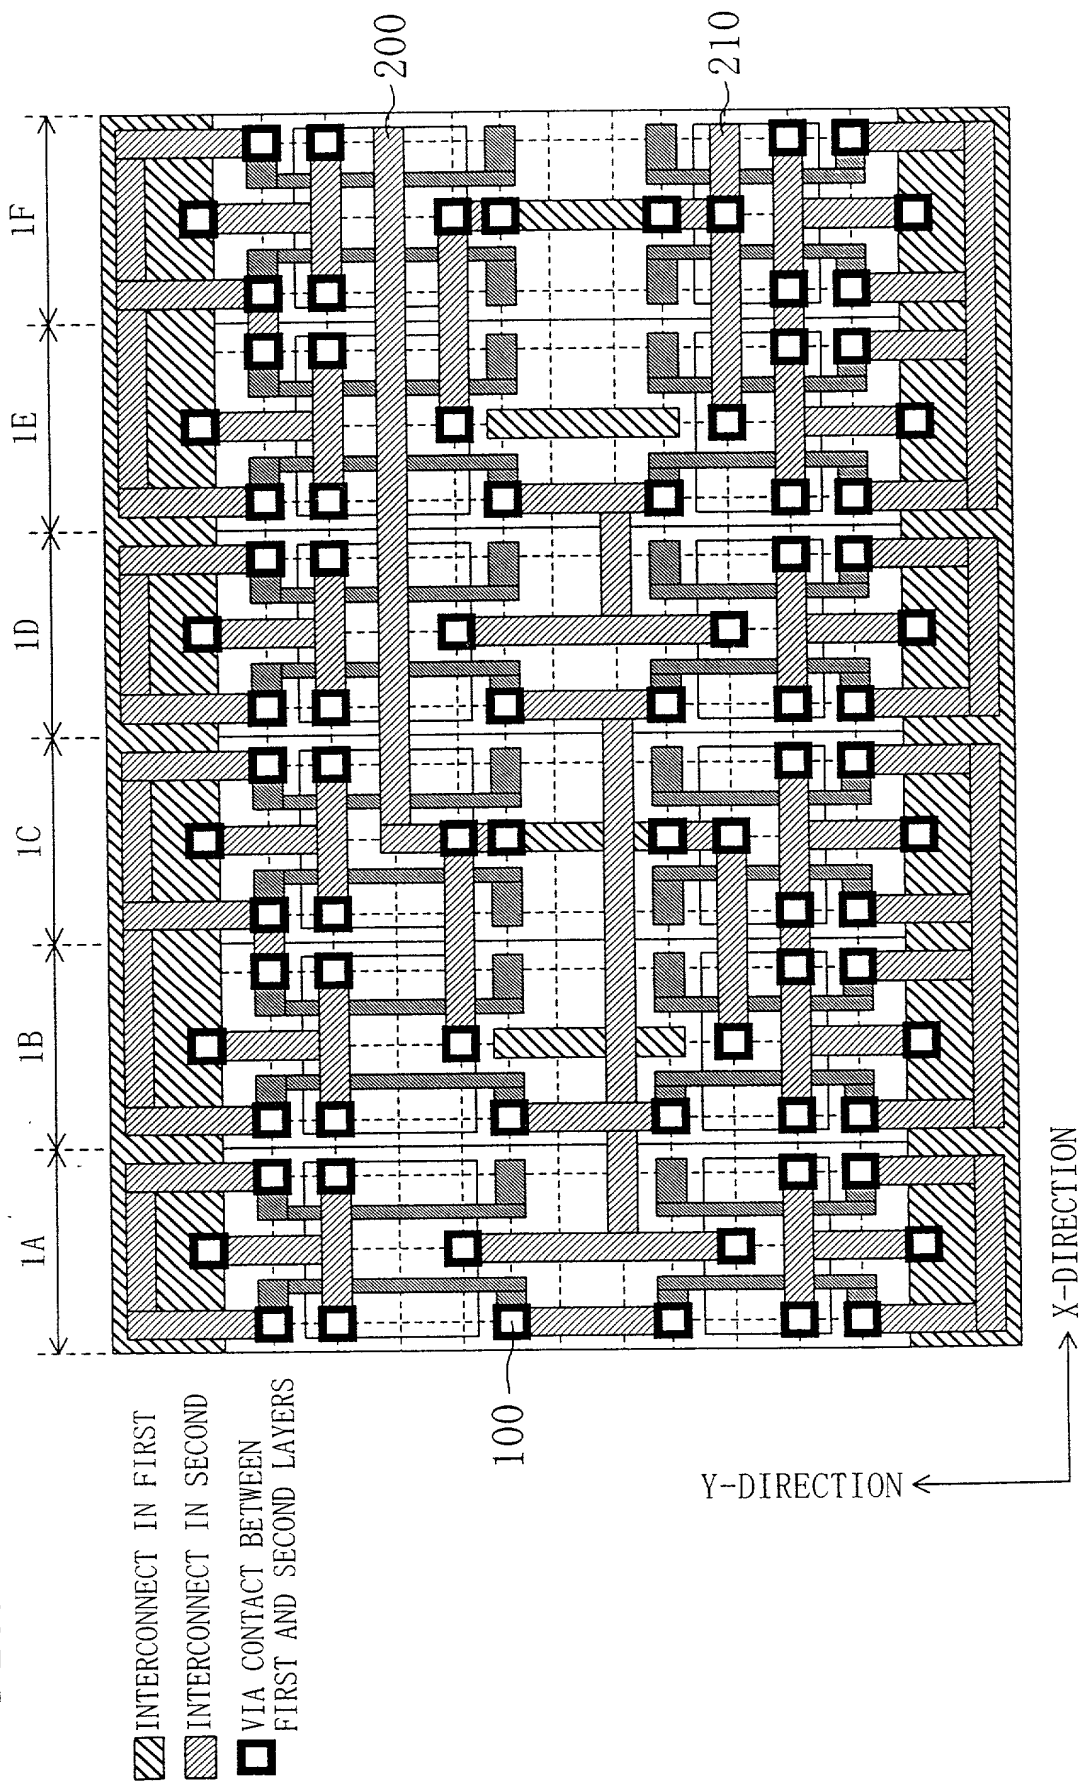 INTERCONNECT IN FIRST
INTERCONNECT IN SECOND
VIA CONTACT BETWEEN
FIRST AND SECOND LAYERS
1A
1B
1C
1D
1E
1F
200
210
100
Y-DIRECTION
X-DIRECTION